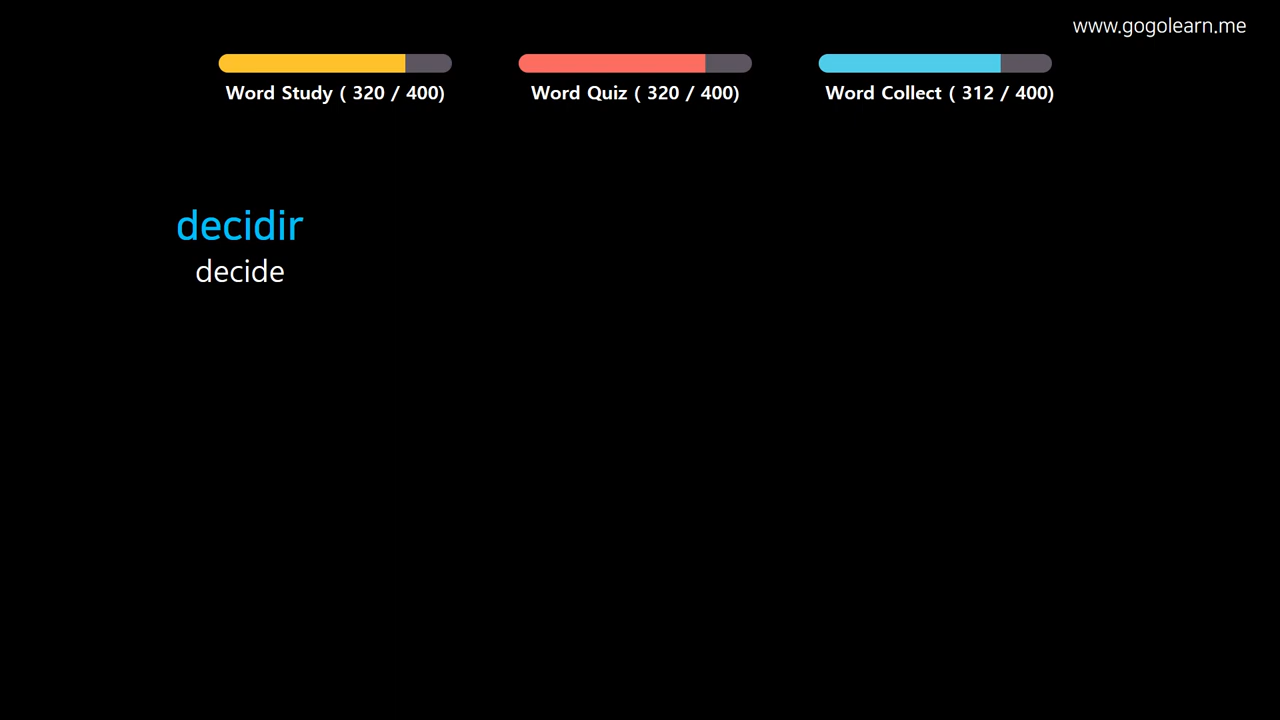 www.gogolearn.me
Word Study ( 320 / 400)
Word Quiz ( 320 / 400)
Word Collect ( 312 / 400)
decidir
decide